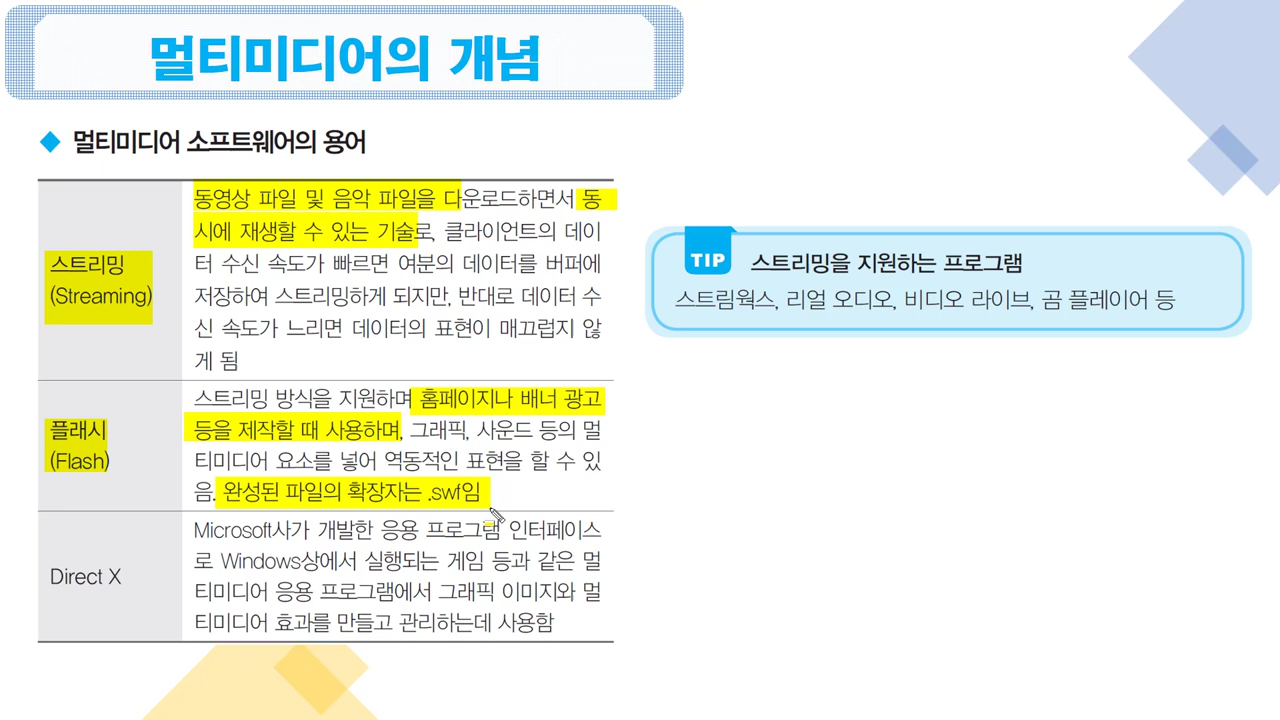 멀티미디어의 개념
멀티미디어 소프트웨어의 용어
스트리밍
(Streaming)
동영상 파일 및 음악 파일을 다운로드하면서 동
시에 재생할 수 있는 기술로, 클라이언트의 데이
터 수신 속도가 빠르면 여분의 데이터를 버퍼에
저장하여 스트리밍하게 되지만, 반대로 데이터 수
신 속도가 느리면 데이터의 표현이 매끄럽지 않
게 됨
플래시
(Flash)
스트리밍 방식을 지원하며 홈페이지나 배너 광고
등을 제작할 때 사용하며, 그래픽, 사운드 등의 멀
티미디어 요소를 넣어 역동적인 표현을 할 수 있
음. 완성된 파일의 확장자는 .swf임
Direct X
Microsoft사가 개발한 응용 프로그램 인터페이스
로 Windows상에서 실행되는 게임 등과 같은 멀
티미디어 응용 프로그램에서 그래픽 이미지와 멀
티미디어 효과를 만들고 관리하는데 사용함
TIP 스트리밍을 지원하는 프로그램
스트림웍스, 리얼 오디오, 비디오 라이브, 곰 플레이어 등